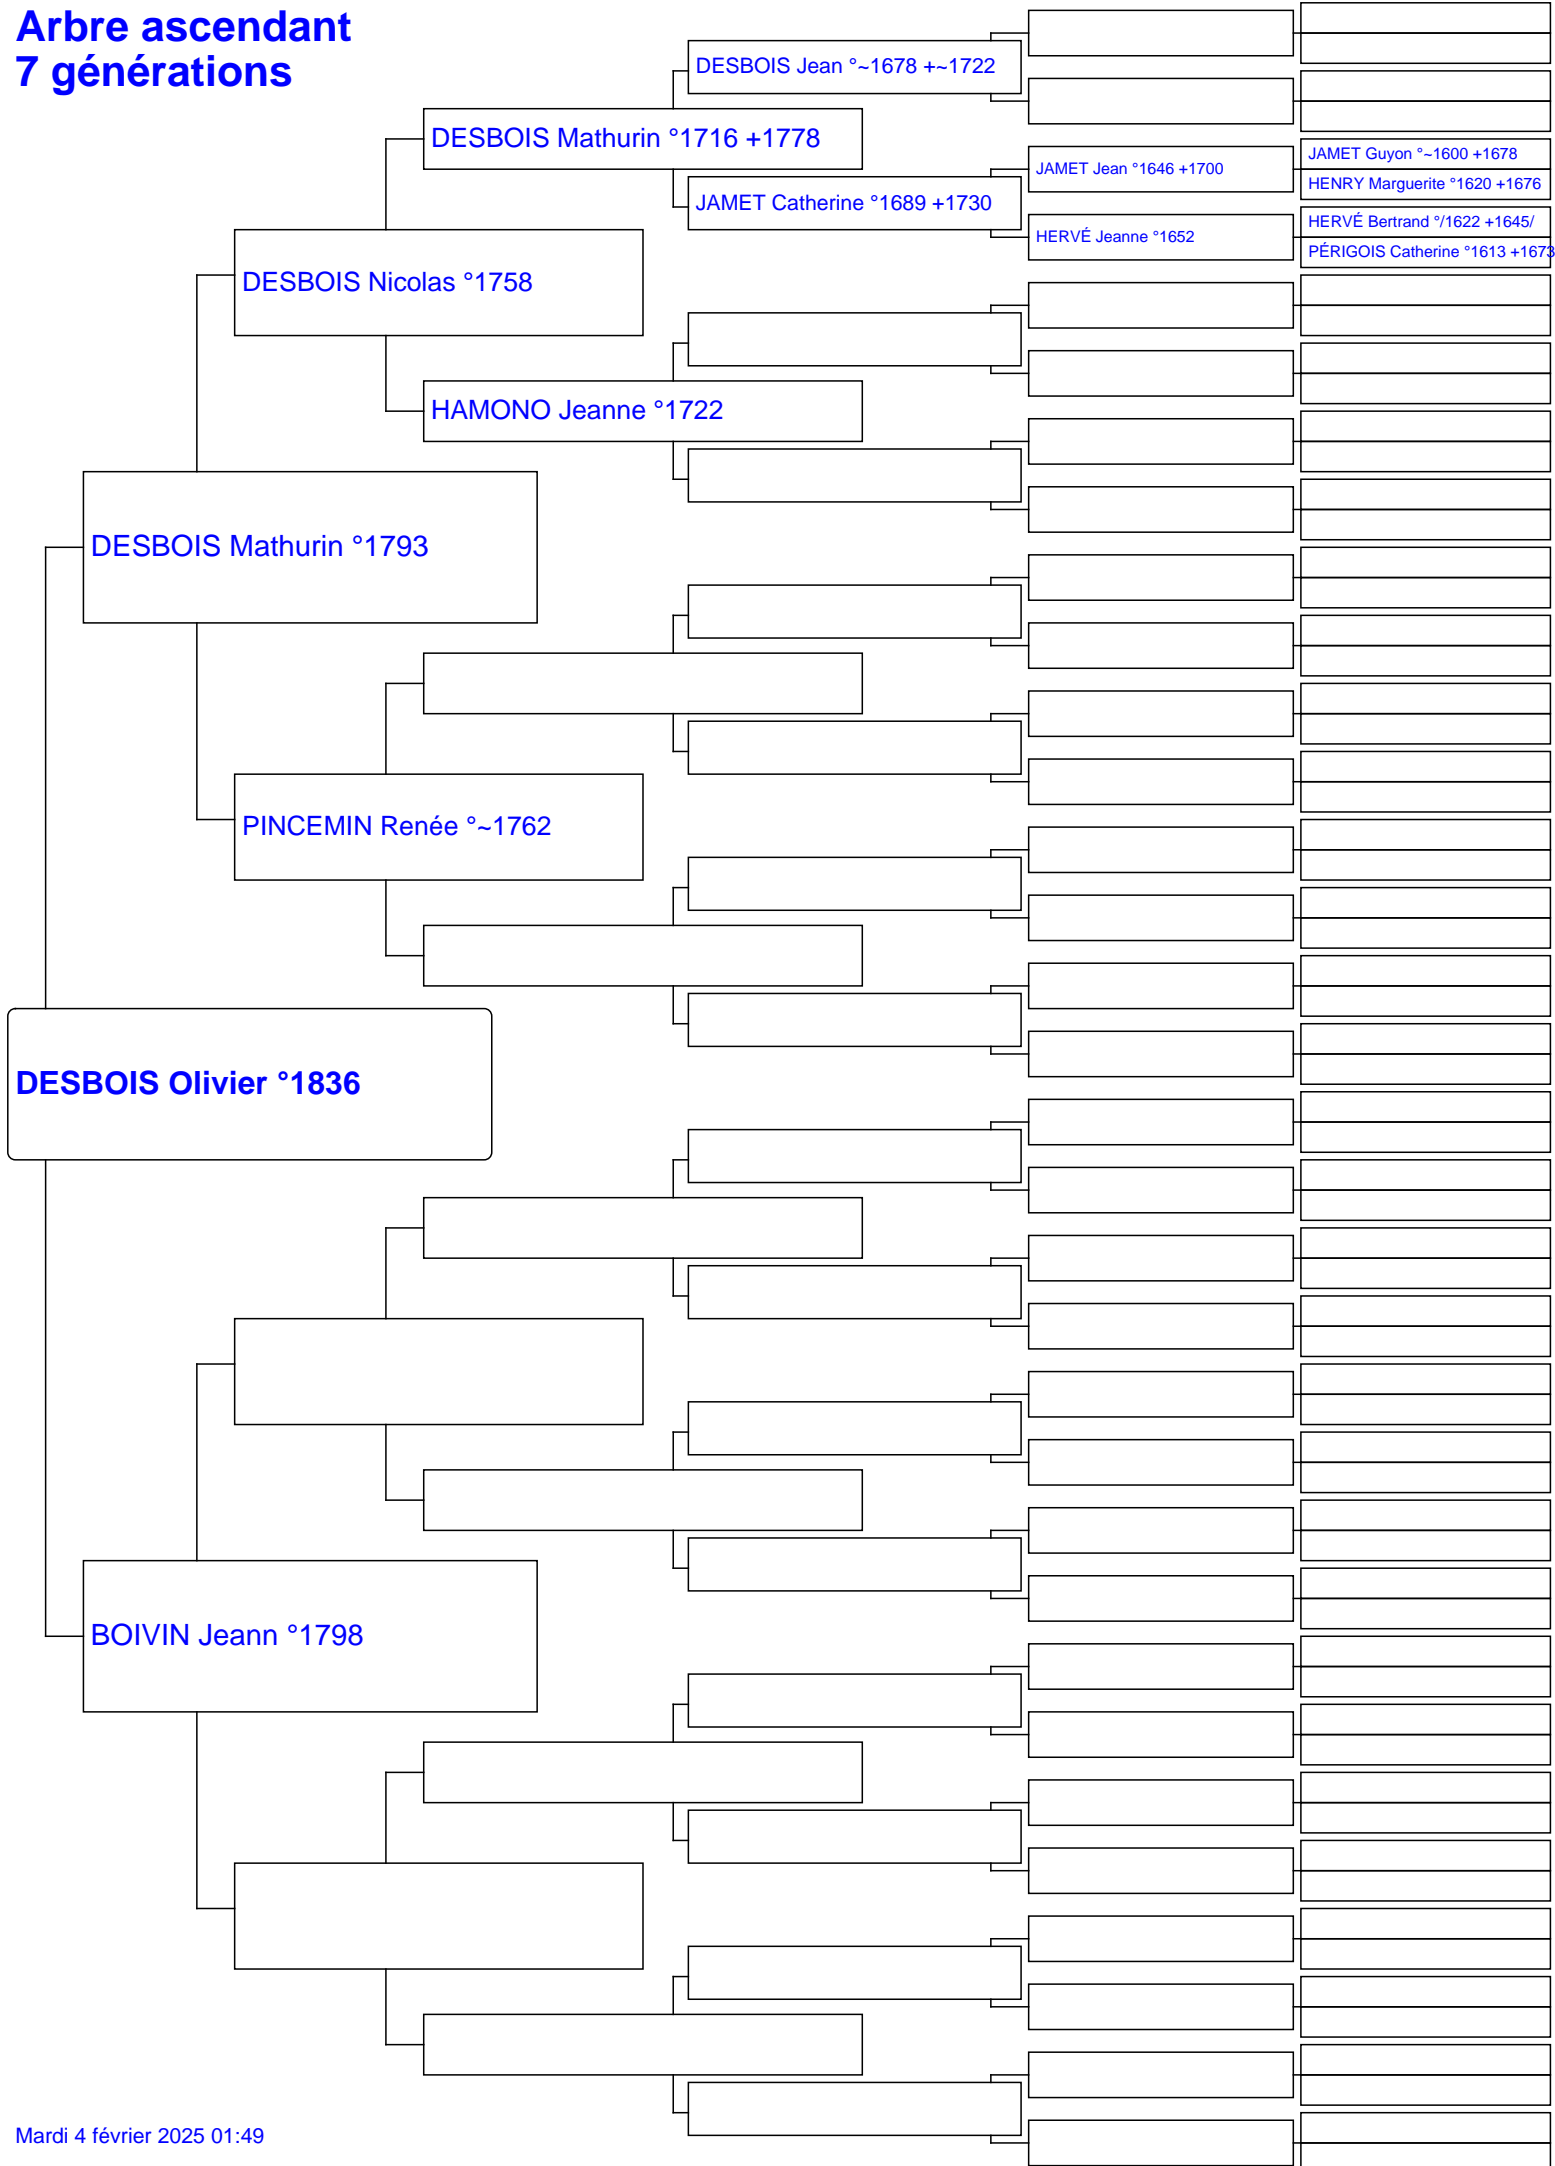 Arbre ascendant
7 générations
DESBOIS Jean °~1678 +~1722
DESBOIS Mathurin °1716 +1778
JAMET Guyon °~1600 +1678
JAMET Jean °1646 +1700
HENRY Marguerite °1620 +1676
JAMET Catherine °1689 +1730
HERVÉ Bertrand °/1622 +1645/
HERVÉ Jeanne °1652
PÉRIGOIS Catherine °1613 +1673
DESBOIS Nicolas °1758
HAMONO Jeanne °1722
DESBOIS Mathurin °1793
PINCEMIN Renée °~1762
DESBOIS Olivier °1836
BOIVIN Jeann °1798
Mardi 4 février 2025 01:49